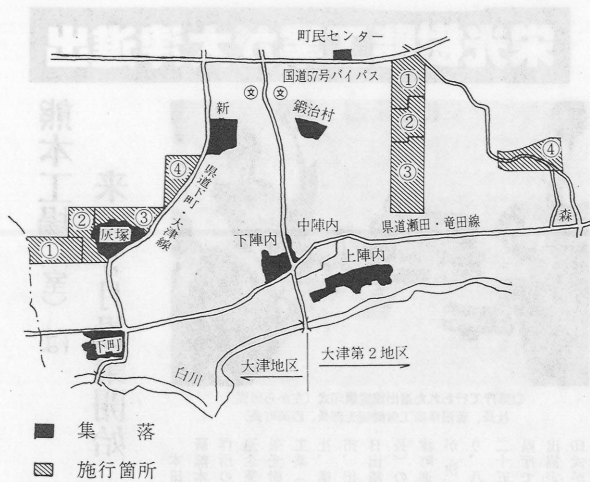 町民センター
国道57号バイパス
文 文
新
鍛治村
①
②
③
④
県道下町・大津線
④
③
②
①
灰塚
県道瀬田・竜田線
森
中陣内
下陣内
上陣内
下町
白川
大津地区
大津第2地区
集落
施行箇所